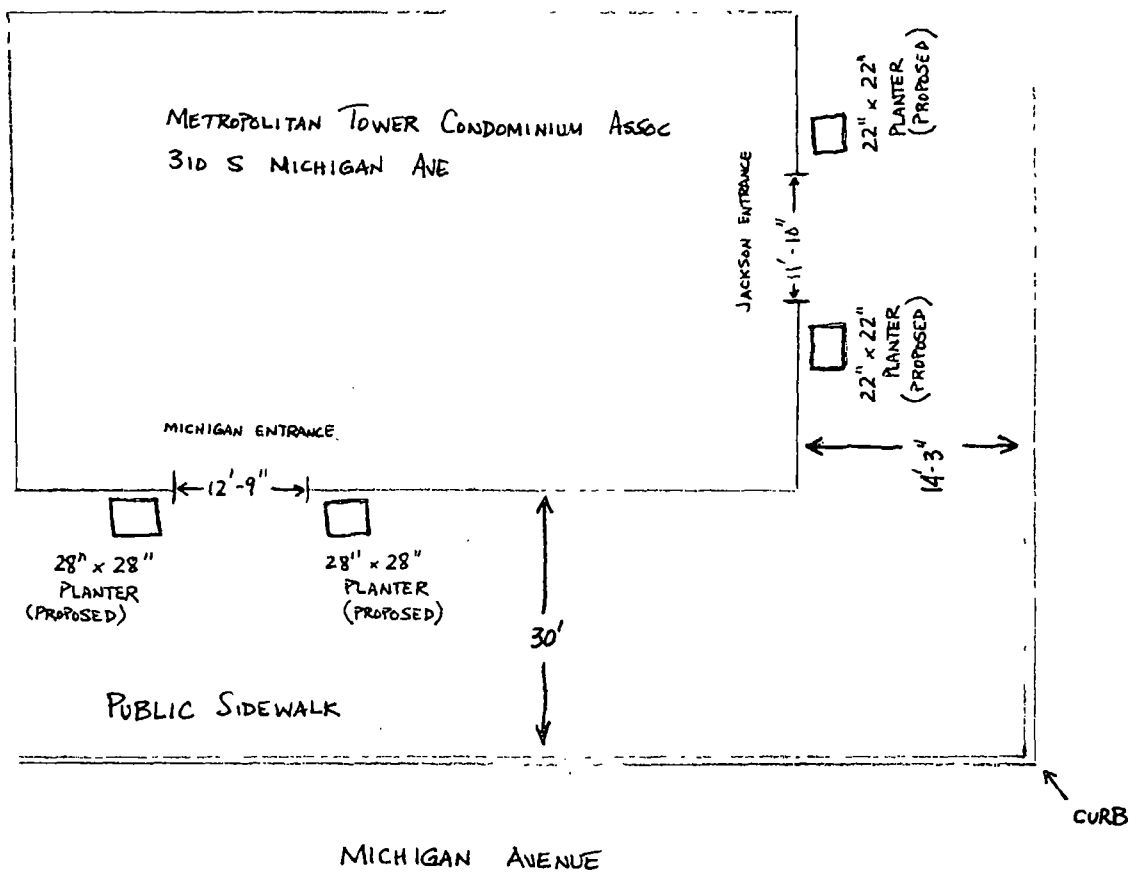 METROPOLITAN TOWER CONDOMINIUM ASSOC
310 S MICHIGAN AVE
22" x 22"
PLANTER
(PROPOSED)
JACKSON ENTRANCE
11'-10"
22" x 22"
PLANTER
(PROPOSED)
14'-3"
MICHIGAN ENTRANCE
12'-9"
28" x 28"
PLANTER
(PROPOSED)
28" x 28"
PLANTER
(PROPOSED)
30'
PUBLIC SIDEWALK
CURB
MICHIGAN AVENUE